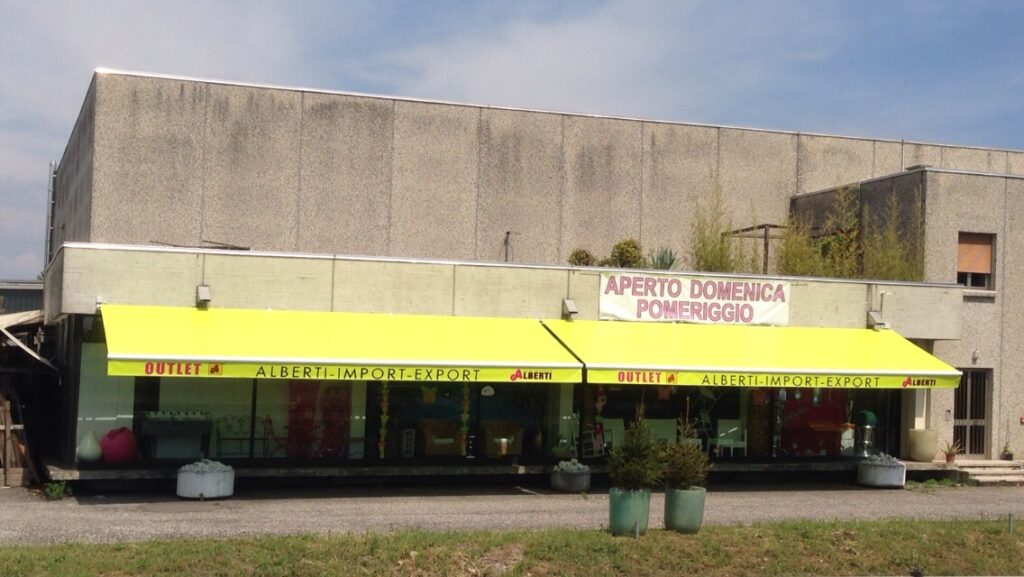 APERTO DOMENICA
POMERIGGIO
OUTLET ALBERTI-IMPORT-EXPORT ALBERTI
OUTLET ALBERTI-IMPORT-EXPORT ALBERTI